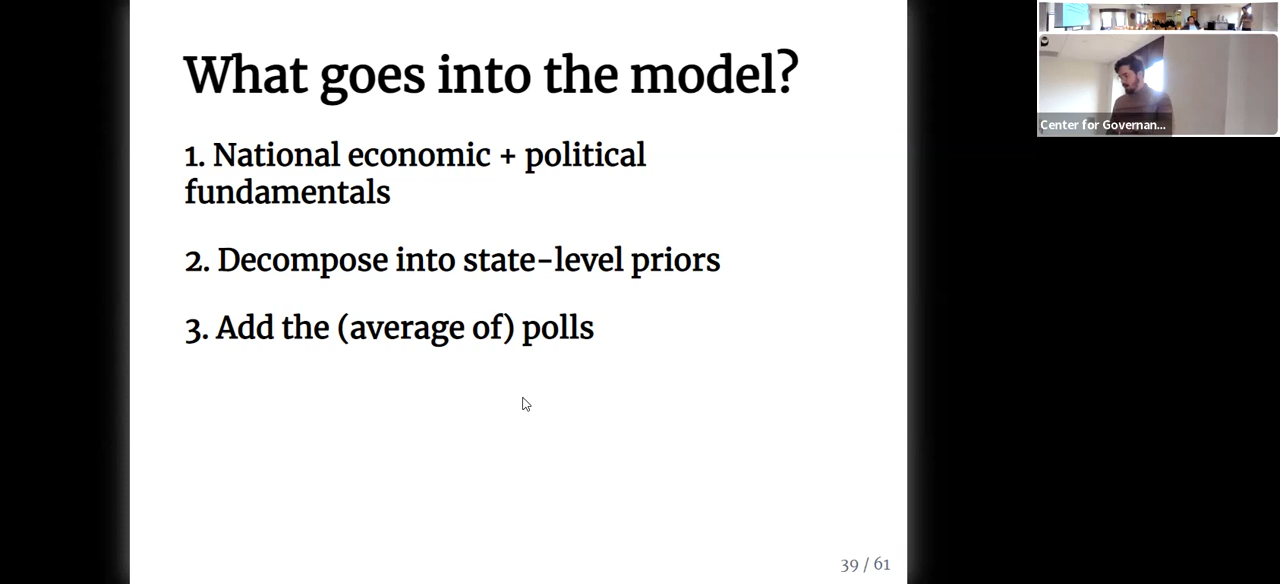 What goes into the model?
1. National economic + political
fundamentals
2. Decompose into state-level priors
3. Add the (average of) polls
39 / 61
Center for Governan...